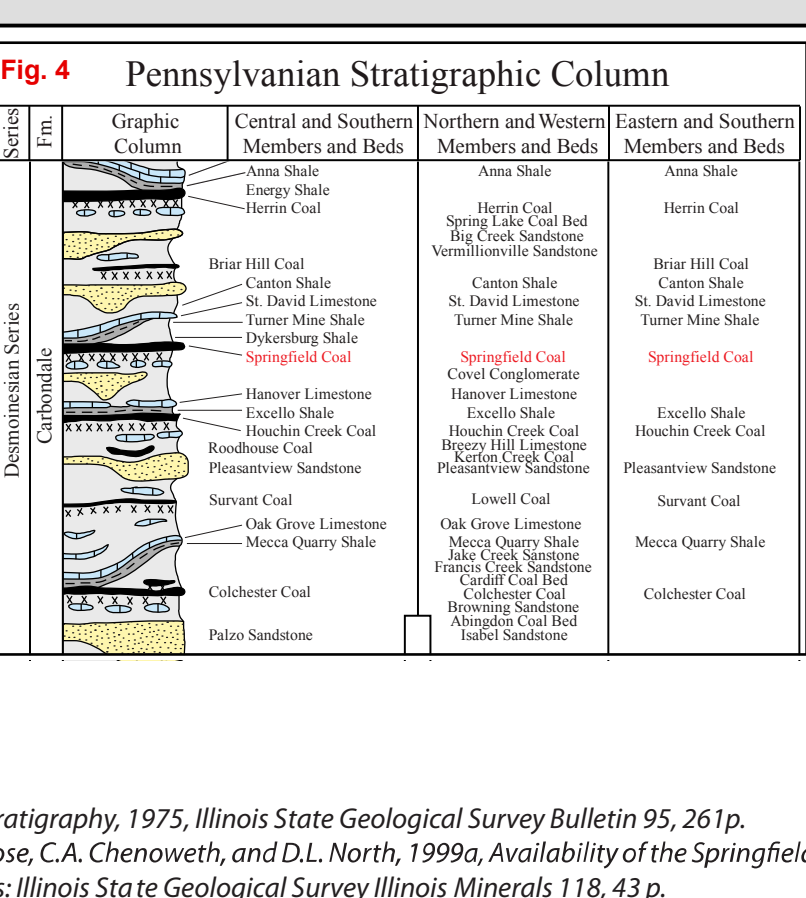 Fig. 4
Pennsylvanian Stratigraphic Column
Series
Fm.
Graphic
Column
Central and Southern
Members and Beds
Northern and Western
Members and Beds
Eastern and Southern
Members and Beds
Desmoinesian Series
Carbondale
Anna Shale
Energy Shale
Herrin Coal
Briar Hill Coal
Canton Shale
St. David Limestone
Turner Mine Shale
Dykersburg Shale
Springfield Coal
Hanover Limestone
Excello Shale
Houchin Creek Coal
Roodhouse Coal
Pleasantview Sandstone
Survant Coal
Oak Grove Limestone
Mecca Quarry Shale
Colchester Coal
Palzo Sandstone
Anna Shale
Herrin Coal
Spring Lake Coal Bed
Big Creek Sandstone
Vermillionville Sandstone
Canton Shale
St. David Limestone
Turner Mine Shale
Springfield Coal
Covel Conglomerate
Hanover Limestone
Excello Shale
Houchin Creek Coal
Breezy Hill Limestone
Kerton Creek Coal
Pleasantview Sandstone
Lowell Coal
Oak Grove Limestone
Mecca Quarry Shale
Jake Creek Sanstone
Francis Creek Sandstone
Cardiff Coal Bed
Colchester Coal
Browning Sandstone
Abingdon Coal Bed
Isabel Sandstone
Anna Shale
Herrin Coal
Briar Hill Coal
Canton Shale
St. David Limestone
Turner Mine Shale
Springfield Coal
Excello Shale
Houchin Creek Coal
Pleasantview Sandstone
Survant Coal
Mecca Quarry Shale
Colchester Coal
ratigraphy, 1975, Illinois State Geological Survey Bulletin 95, 261p.
ose, C.A. Chenoweth, and D.L. North, 1999a, Availability of the Springfiel
s: Illinois State Geological Survey Illinois Minerals 118, 43 p.